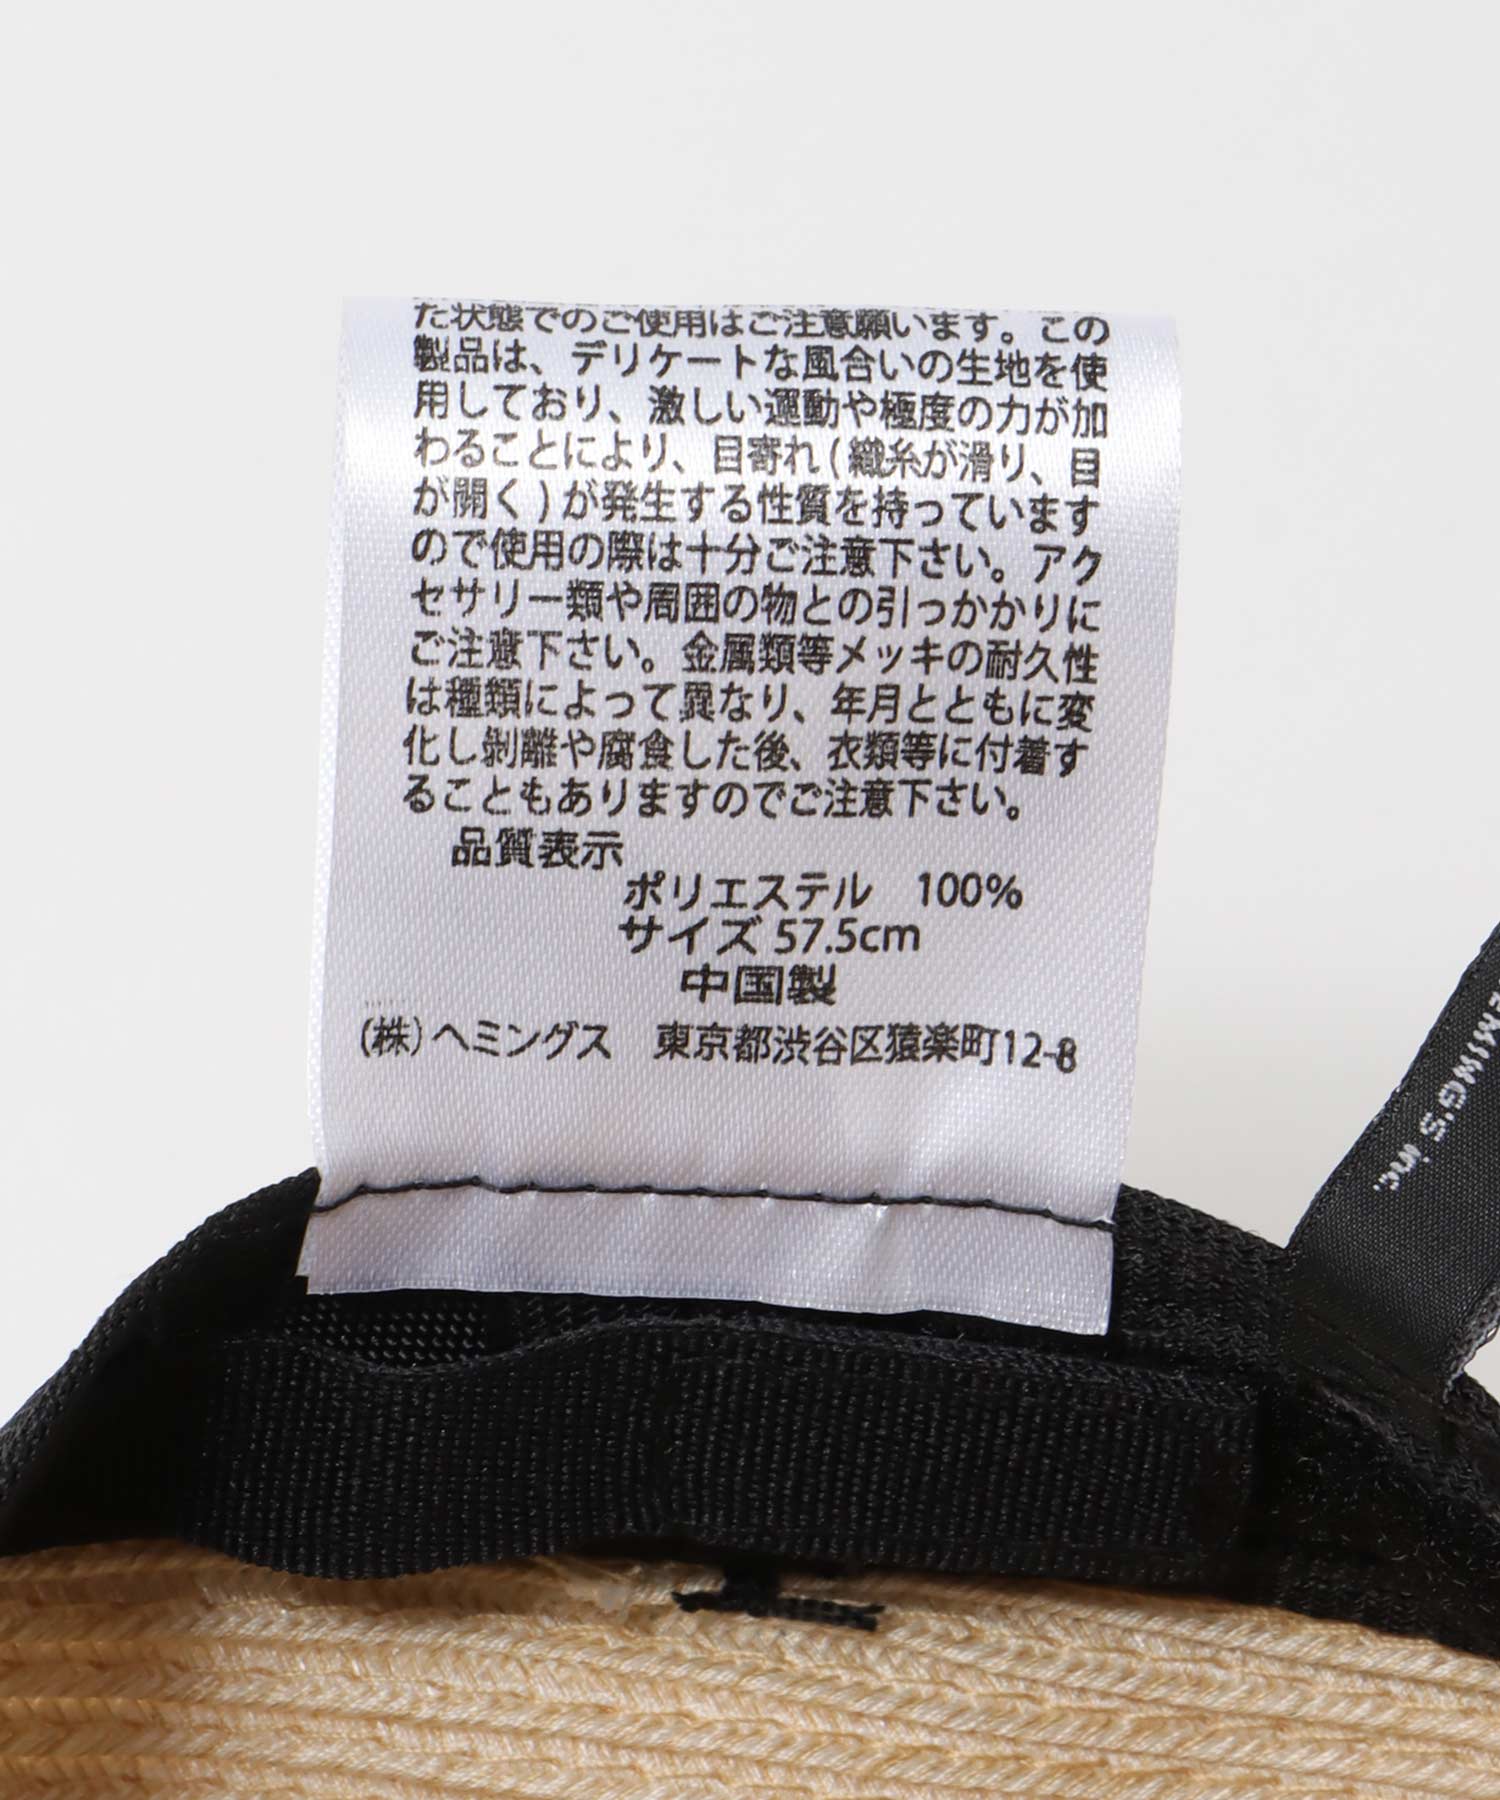 た状態でのご使用はご注意願います。この
製品は、デリケートな風合いの生地を使
用しており、激しい運動や極度の力が加
わることにより、目寄れ(織糸が滑り、目
が開く)が発生する性質を持っています
ので使用の際は十分ご注意下さい。アク
セサリー類や周囲の物との引っかかりに
ご注意下さい。金属類等メッキの耐久性
は種類によって異なり、年月とともに変
化し剝離や腐食した後、衣類等に付着す
ることもありますのでご注意下さい。
品質表示
ポリエステル 100%
サイズ 57.5cm
中国製
(株)ヘミングス 東京都渋谷区猿楽町12-8
EMING'S inc.